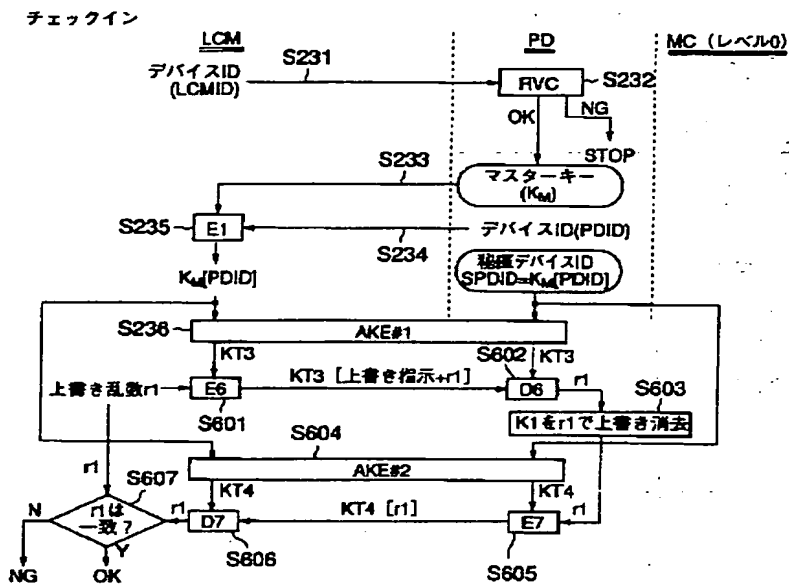 チェックイン
LCM
PD
MC (レベル0)
デバイスID
(LCMID)
S231
RVC
S232
OK
NG
STOP
S233
マスターキー
(KM)
S235
E1
デバイスID(PDID)
S234
KM[PDID]
秘匿デバイスID
SPDID=KM[PDID]
S236
AKE#1
KT3
S602
KT3
上書き乱数r1
E6
KT3 [上書き指示+r1]
D6
r1
S603
S601
K1をr1で上書き消去
S604
r1
AKE#2
S607
KT4
KT4
N
r1は
一致?
r1
D7
KT4 [r1]
E7
r1
Y
S606
S605
NG
OK